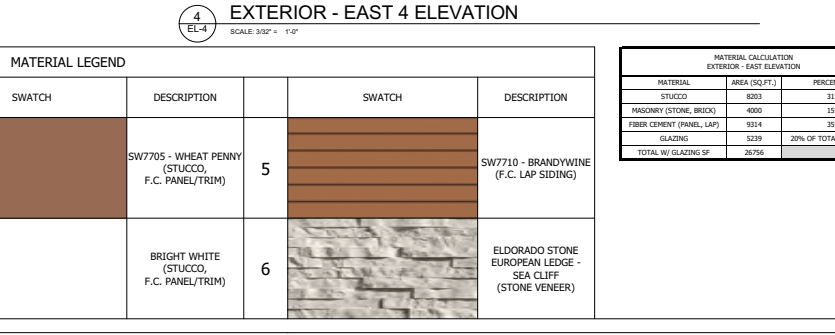 4
EL-4
EXTERIOR - EAST 4 ELEVATION
SCALE: 3/32" = 1'-0"
MATERIAL LEGEND
SWATCH DESCRIPTION SWATCH DESCRIPTION
SW7705 - WHEAT PENNY
(STUCCO,
F.C. PANEL/TRIM)
5
SW7710 - BRANDYWINE
(F.C. LAP SIDING)
BRIGHT WHITE
(STUCCO,
F.C. PANEL/TRIM)
6
ELDORADO STONE
EUROPEAN LEDGE -
SEA CLIFF
(STONE VENEER)
MATERIAL CALCULATION
EXTERIOR - EAST ELEVATION
MATERIAL AREA (SQ.FT.)
STUCCO 8203
MASONRY (STONE, BRICK) 4000
FIBER CEMENT (PANEL, LAP) 9314
GLAZING 5239 20% OF
TOTAL W/ GLAZING SF 26756